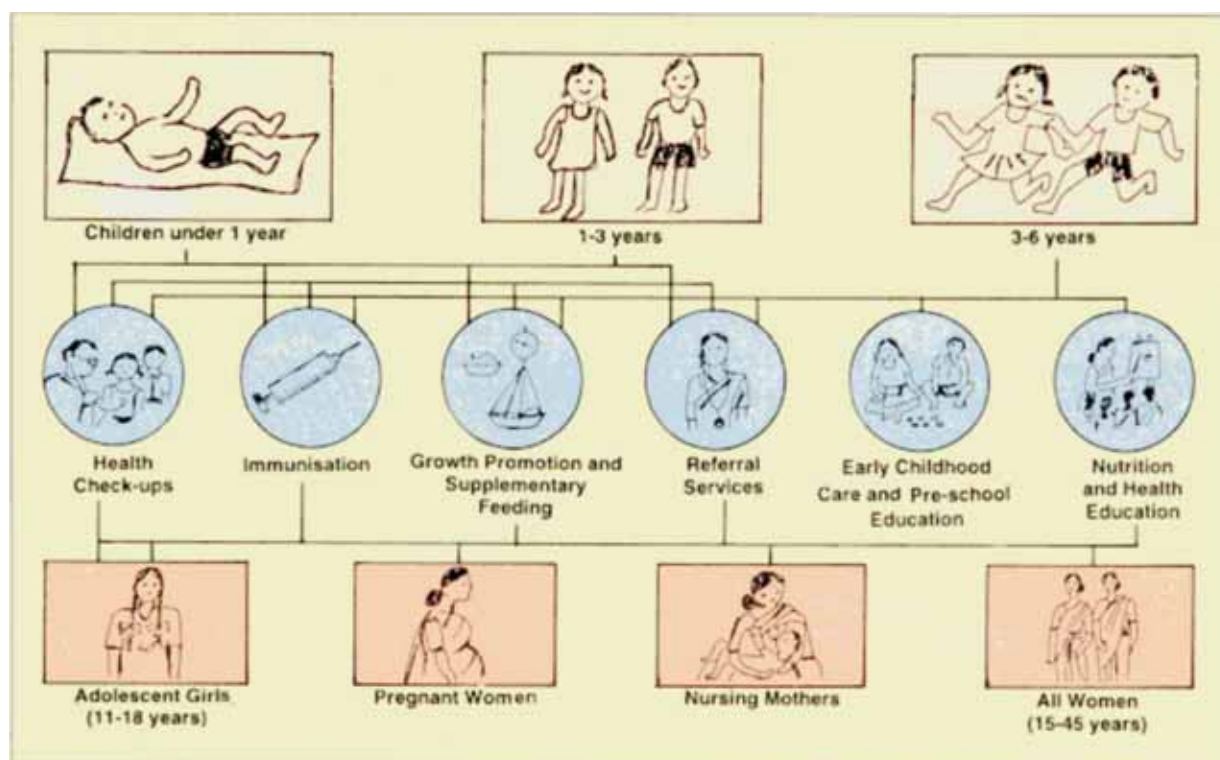 Children under 1 year
1-3 years
3-6 years
Health
Check-ups
Immunisation
Growth Promotion and
Supplementary
Feeding
Referral
Services
Early Childhood
Care and Pre-school
Education
Nutrition
and Health
Education
Adolescent Girls
(11-18 years)
Pregnant Women
Nursing Mothers
All Women
(15-45 years)